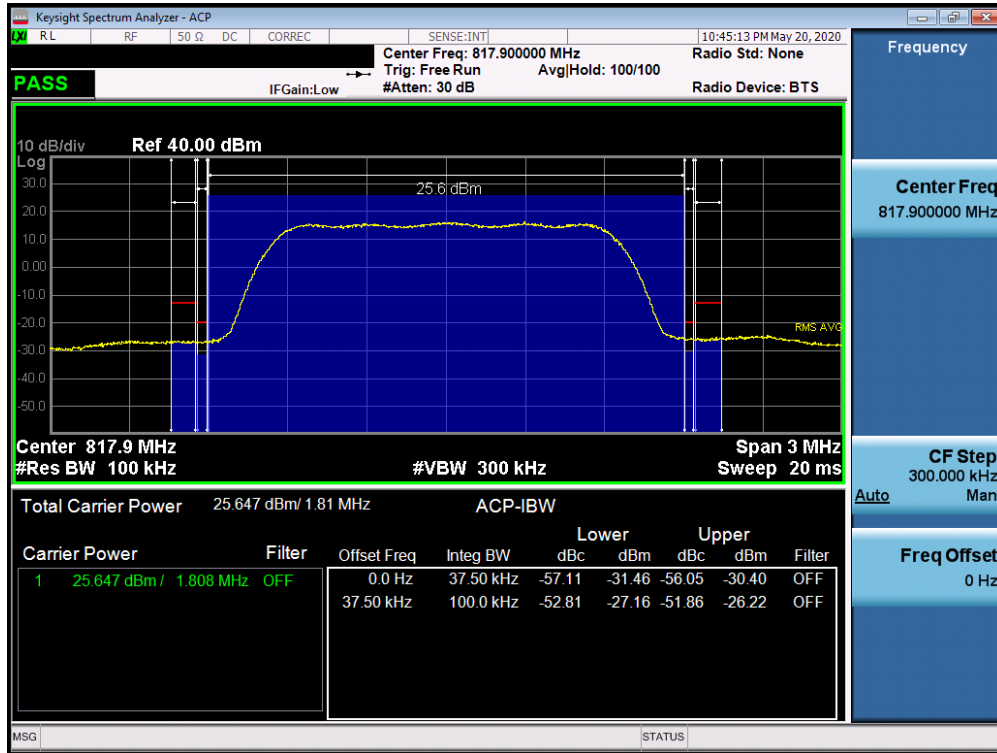 Keysight Spectrum Analyzer - ACP
LXI RL RF 50 Ω DC CORREC SENSE:INT 10:45:13 PM May 20, 2020
Center Freq: 817.900000 MHz Radio Std: None
Trig: Free Run Avg|Hold: 100/100
PASS IFGain:Low #Atten: 30 dB Radio Device: BTS
10 dB/div Ref 40.00 dBm
Log
30.0
25.6 dBm
20.0
10.0
0.00
-10.0
-20.0
RMS AVG
-30.0
-40.0
-50.0
Center 817.9 MHz Span 3 MHz
#Res BW 100 kHz #VBW 300 kHz Sweep 20 ms
Total Carrier Power 25.647 dBm/ 1.81 MHz ACP-IBW
Lower Upper
Carrier Power Filter Offset Freq Integ BW dBc dBm dBc dBm Filter
1 25.647 dBm / 1.808 MHz OFF 0.0 Hz 37.50 kHz -57.11 -31.46 -56.05 -30.40 OFF
37.50 kHz 100.0 kHz -52.81 -27.16 -51.86 -26.22 OFF
MSG STATUS
Frequency
Center Freq
817.900000 MHz
CF Step
300.000 kHz
Auto Man
Freq Offset
0 Hz